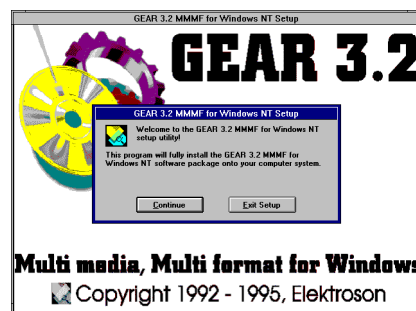 GEAR 3.2 MMMF for Windows NT Setup
GEAR 3.2
GEAR 3.2 MMMF for Windows NT Setup
Welcome to the GEAR 3.2 MMMF for Windows NT
setup utility!
This program will fully install the GEAR 3.2 MMMF for
Windows NT software package onto your computer system.
Continue Exit Setup
Multi media, Multi format for Windows
Copyright 1992 - 1995, Elektroson